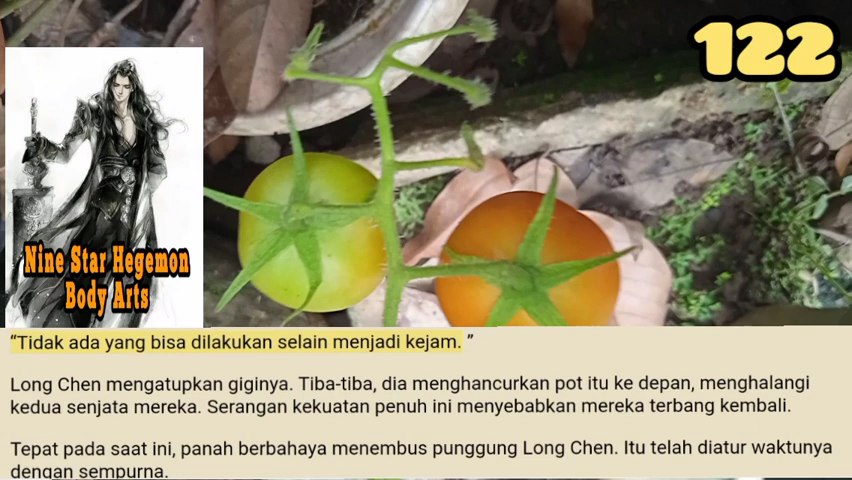 122
Nine Star Hegemon
Body Arts
“Tidak ada yang bisa dilakukan selain menjadi kejam. ”
Long Chen mengatupkan giginya. Tiba-tiba, dia menghancurkan pot itu ke depan, menghalangi
kedua senjata mereka. Serangan kekuatan penuh ini menyebabkan mereka terbang kembali.
Tepat pada saat ini, panah berbahaya menembus punggung Long Chen. Itu telah diatur waktunya
dengan sempurna.